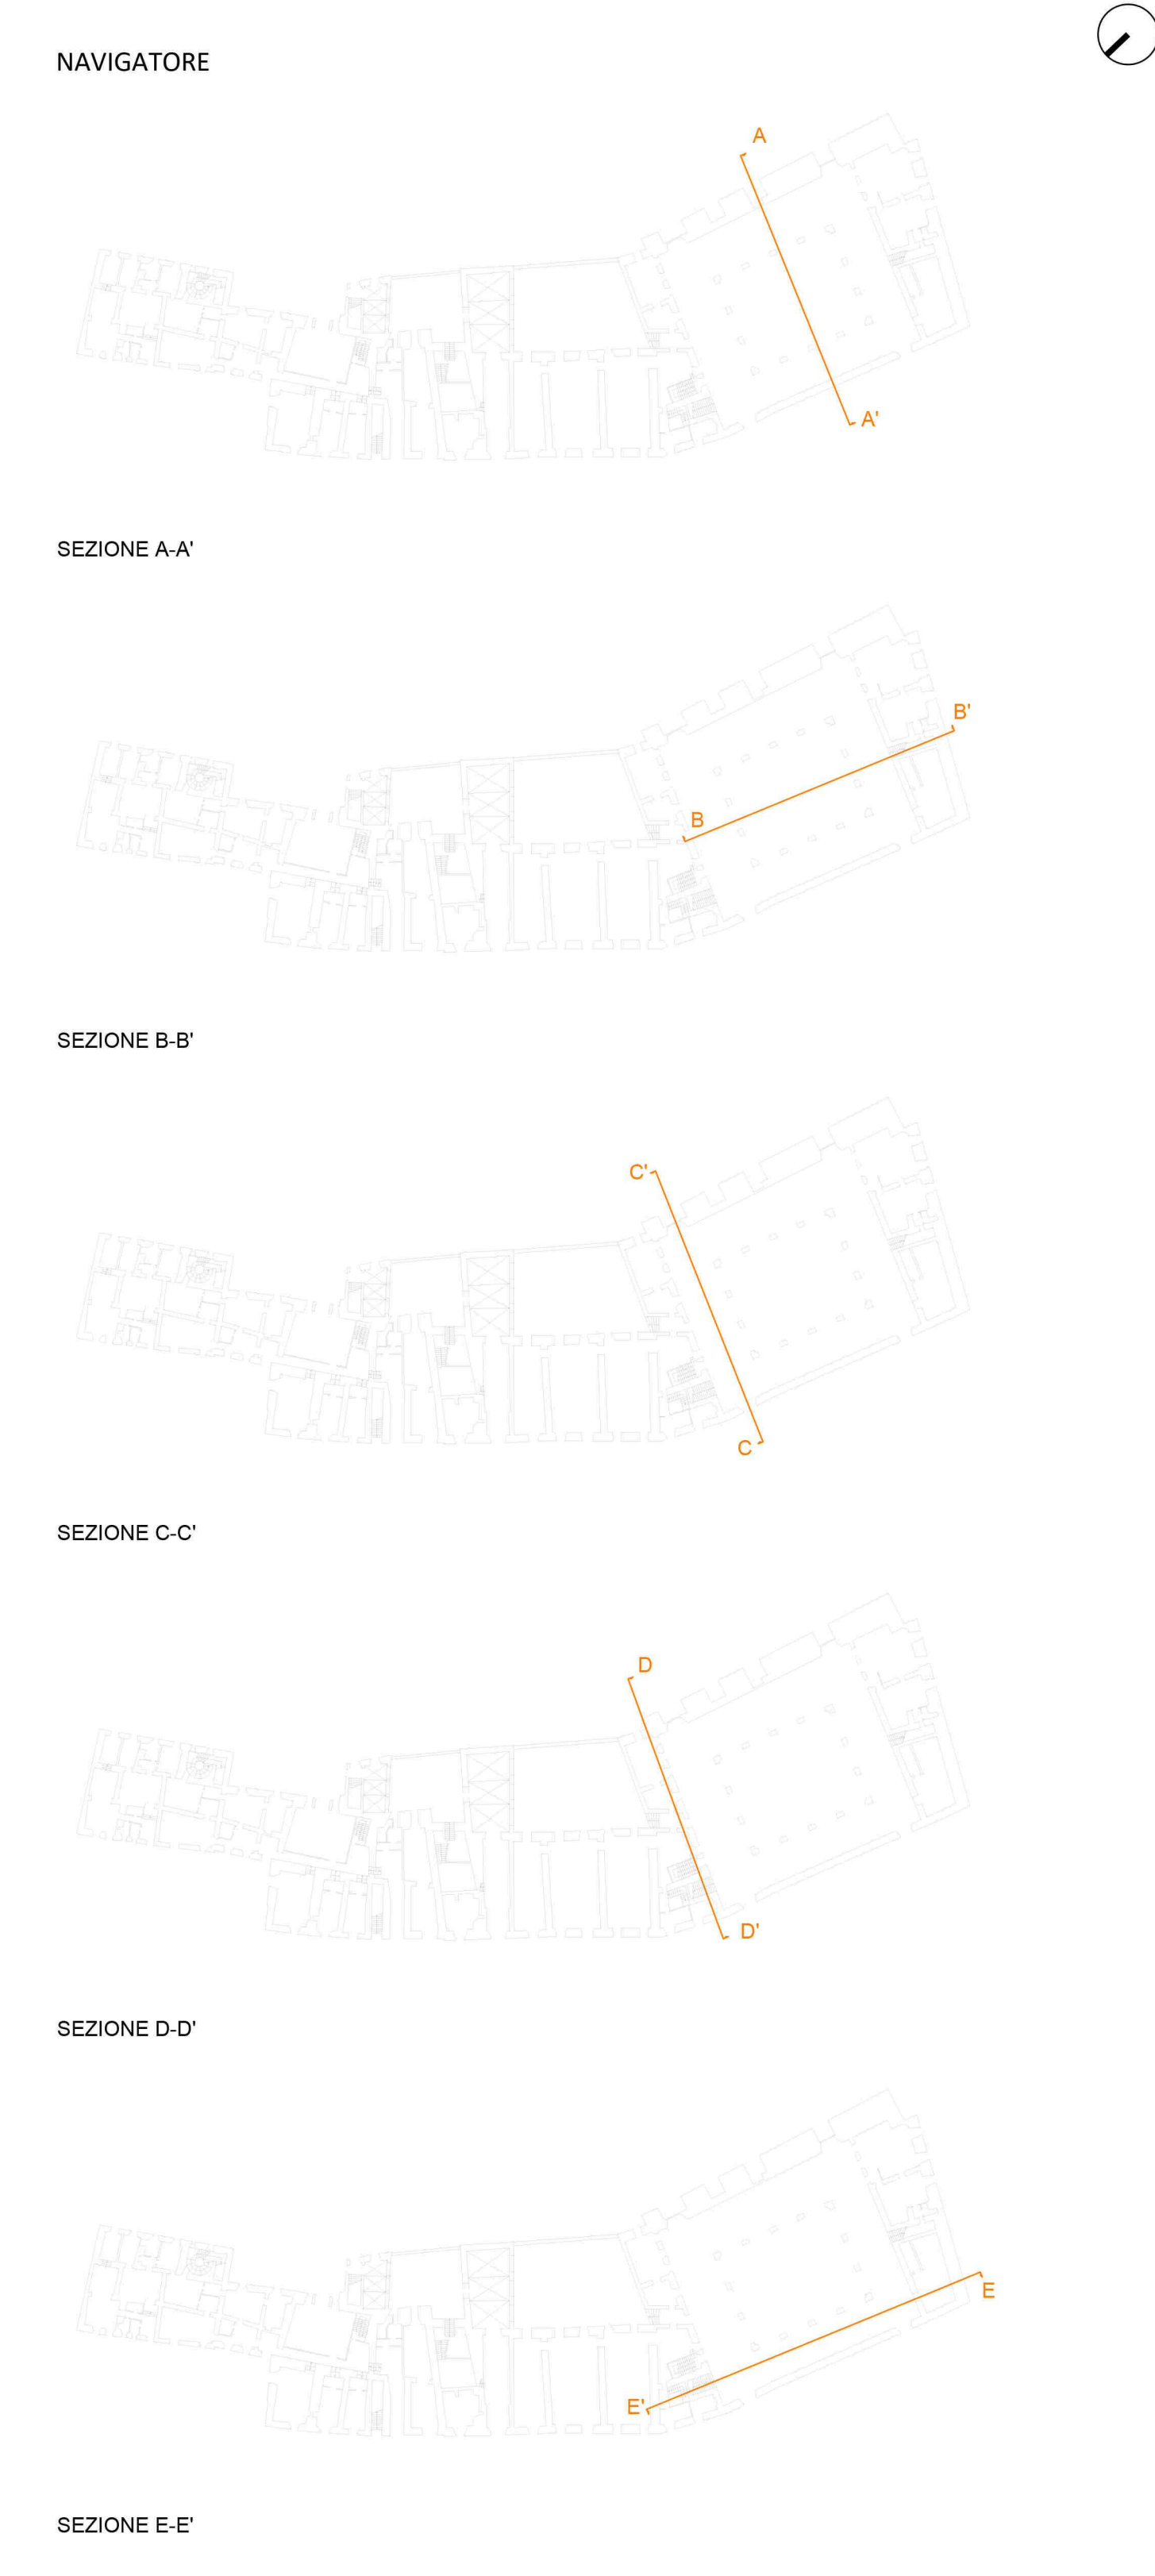 NAVIGATORE
A
A'
SEZIONE A-A'
B'
B
SEZIONE B-B'
C'
C
SEZIONE C-C'
D
D'
SEZIONE D-D'
E
E'
SEZIONE E-E'